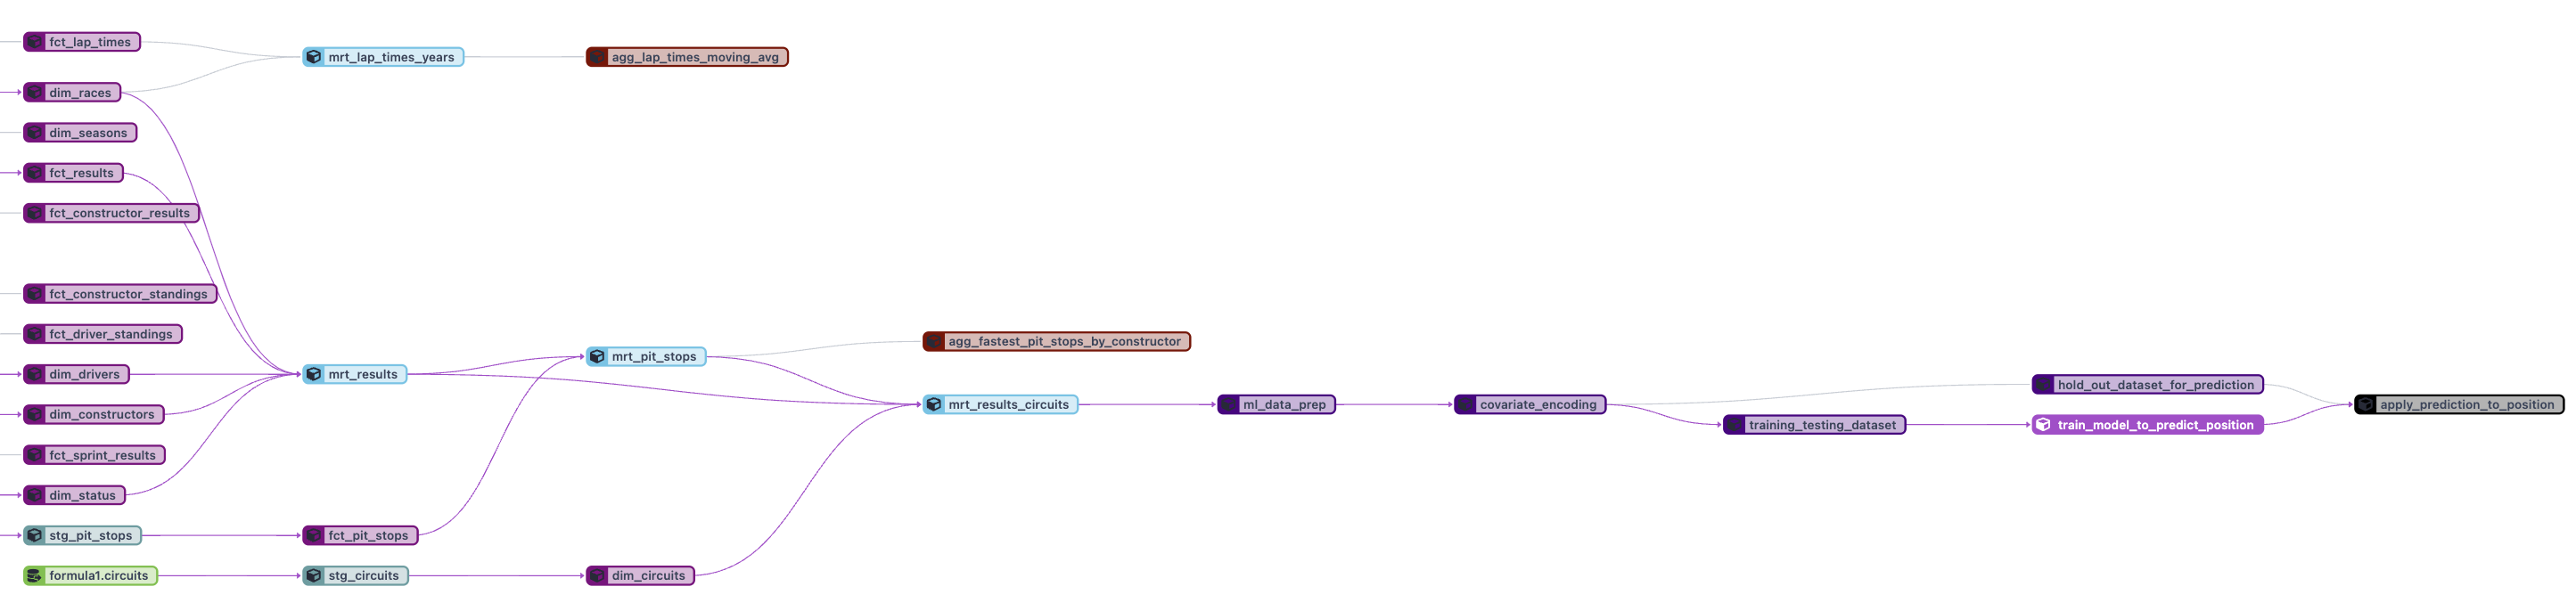 fct_lap_times
mrt_lap_times_years
agg_lap_times_moving_avg
dim_races
dim_seasons
fct_results
fct_constructor_results
fct_constructor_standings
fct_driver_standings
agg_fastest_pit_stops_by_constructor
mrt_pit_stops
dim_drivers
mrt_results
hold_out_dataset_for_prediction
mrt_results_circuits
ml_data_prep
covariate_encoding
apply_prediction_to_position
dim_constructors
training_testing_dataset
train_model_to_predict_position
fct_sprint_results
dim_status
stg_pit_stops
fct_pit_stops
formula1.circuits
stg_circuits
dim_circuits